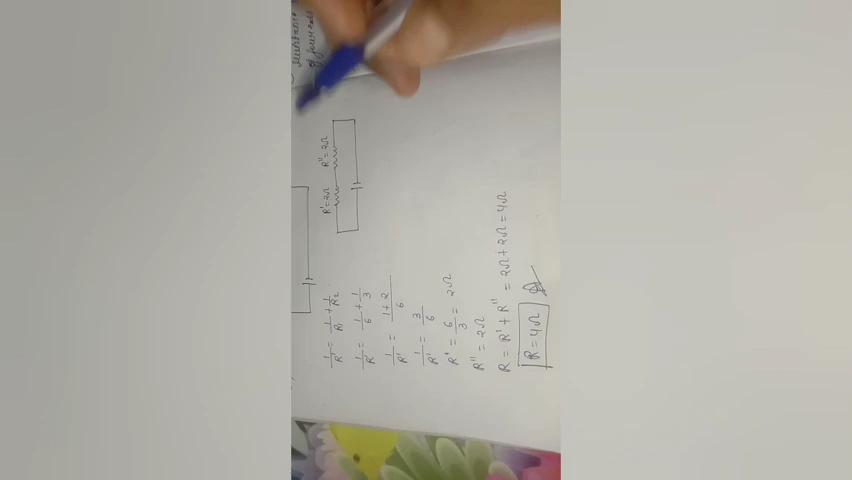 R' = 2Ω R'' = 2Ω
1/R' = 1/R1 + 1/R2
1/R' = 1/6 + 1/3
1/R' = 1+2/6
1/R' = 3/6
R' = 6/3 = 2Ω
R'' = 2Ω
R = R' + R'' = 2Ω + 2Ω = 4Ω
R = 4Ω